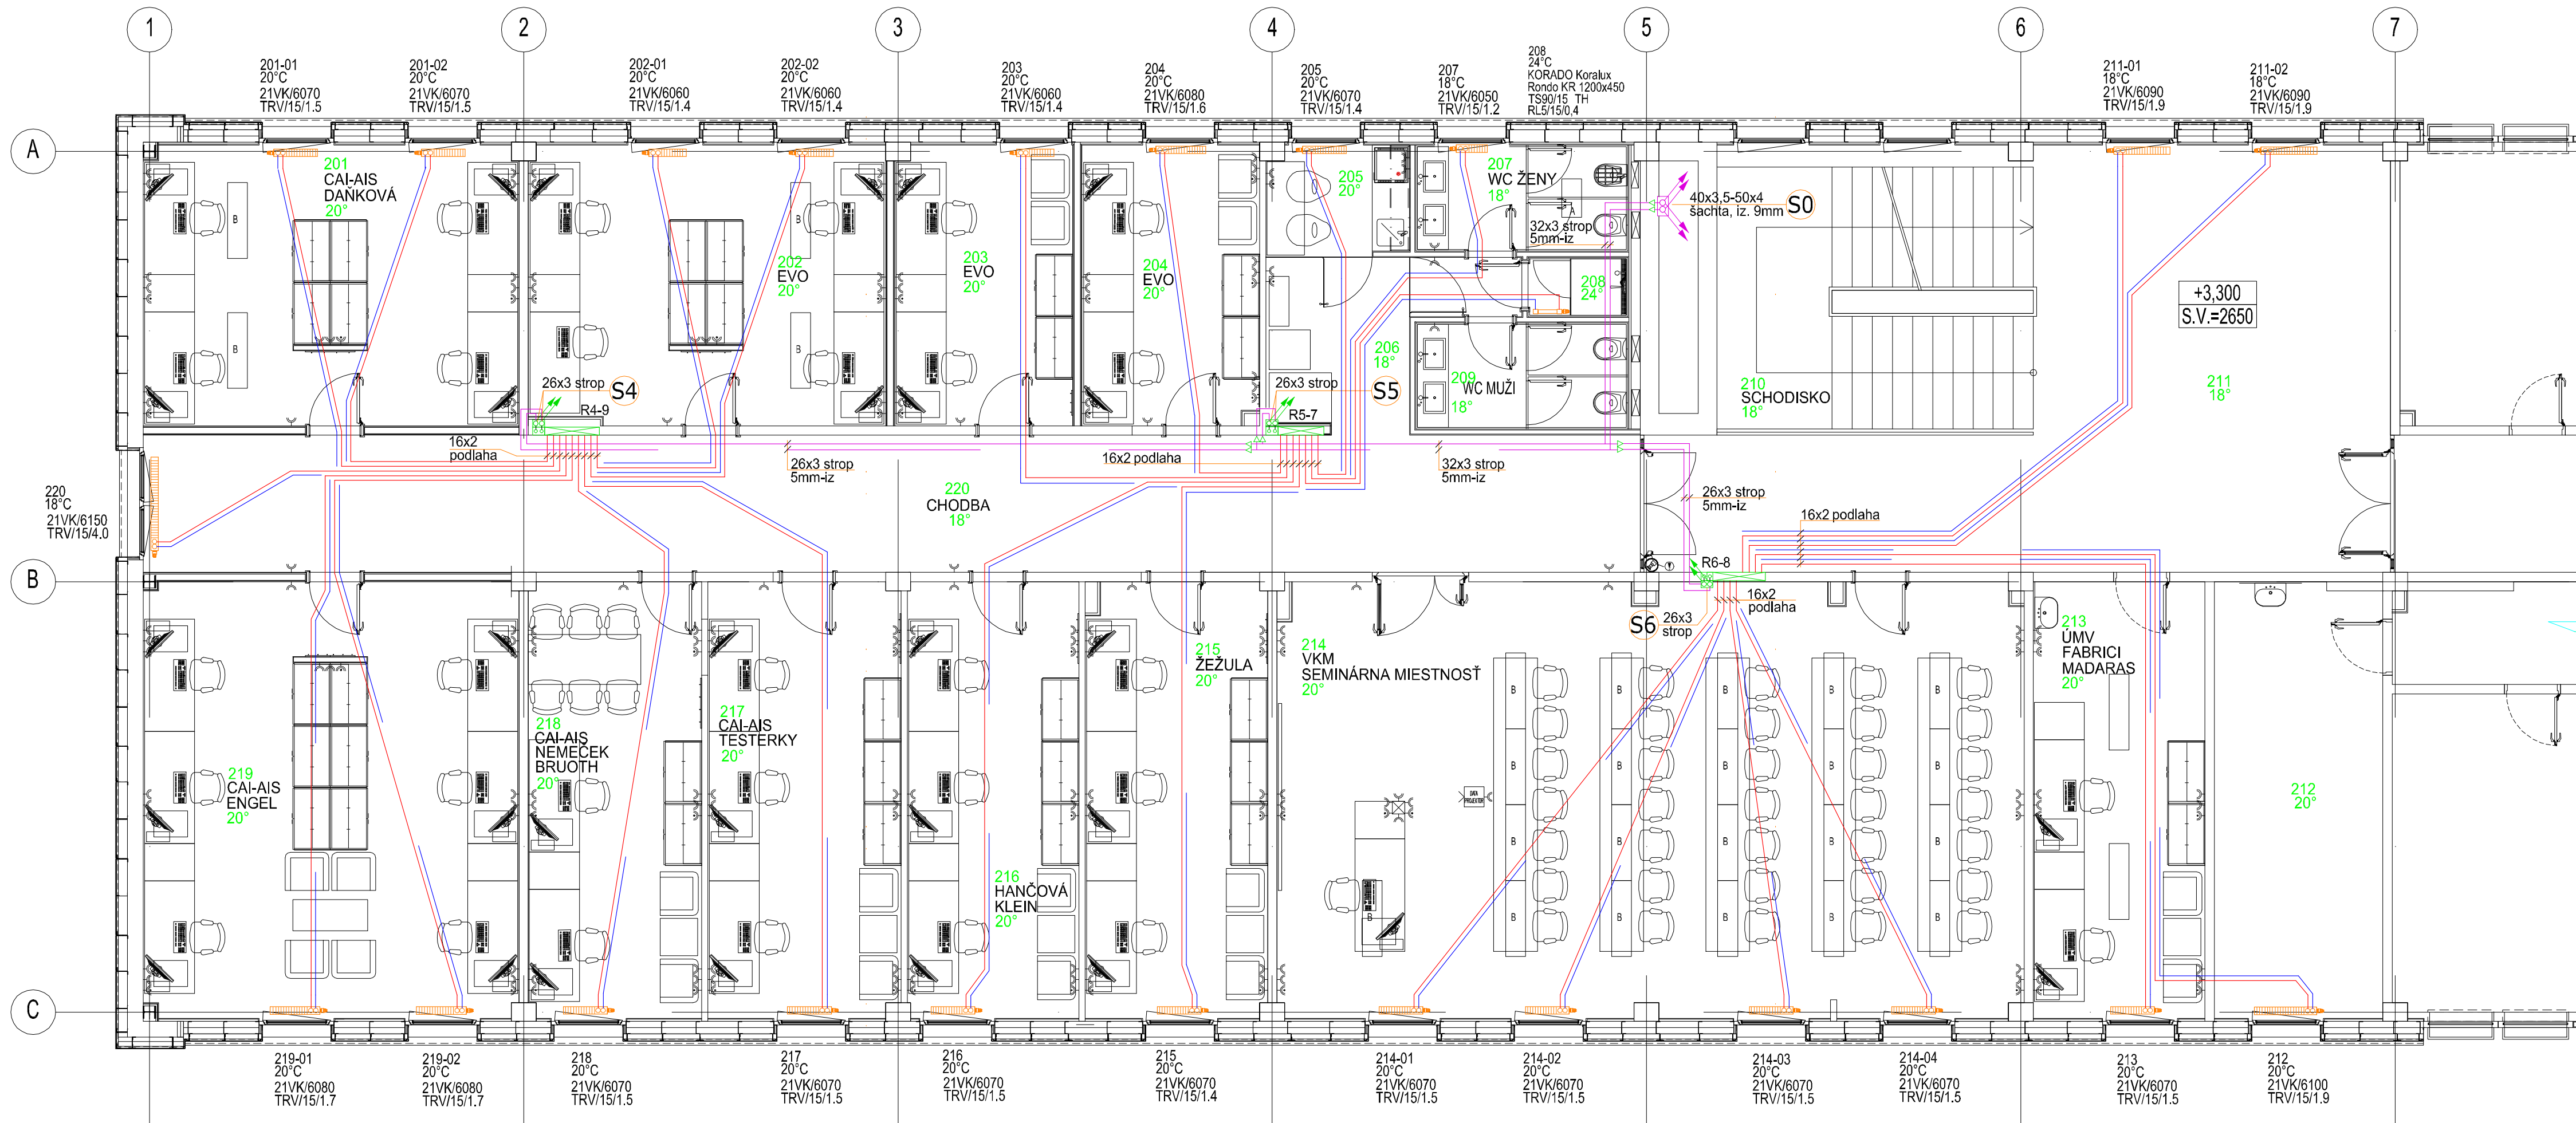 1
2
3
4
5
6
7
201-01
20°C
21VK/6070
TRV/15/1.5
201-02
20°C
21VK/6070
TRV/15/1.5
202-01
20°C
21VK/6060
TRV/15/1.4
202-02
20°C
21VK/6060
TRV/15/1.4
203
20°C
21VK/6060
TRV/15/1.4
204
20°C
21VK/6080
TRV/15/1.6
205
20°C
21VK/6070
TRV/15/1.4
207
18°C
21VK/6050
TRV/15/1.2
208
24°C
KORADO Koralux
Rondo KR 1200x450
TS90/15 TH
RL5/15/0,4
211-01
18°C
21VK/6090
TRV/15/1.9
211-02
18°C
21VK/6090
TRV/15/1.9
A
201
CAI-AIS
DAŇKOVÁ
20°
B
B
202
EVO
20°
B
B
203
EVO
20°
204
EVO
20°
205
20°
207
WC ŽENY
18°
A
32x3 strop
5mm-iz
40x3,5-50x4
šachta, iz. 9mm
S0
208
24°
206
18°
209
WC MUŽI
18°
210
SCHODISKO
18°
+3,300
S.V.=2650
211
18°
26x3 strop
S4
R4-9
26x3 strop
S5
R5-7
16x2
podlaha
26x3 strop
5mm-iz
16x2 podlaha
32x3 strop
5mm-iz
26x3 strop
5mm-iz
16x2 podlaha
220
18°C
21VK/6150
TRV/15/4.0
220
CHODBA
18°
B
R6-8
16x2
podlaha
S6
26x3
strop
219
CAI-AIS
ENGEL
20°
218
CAI-AIS
NEMEČEK
BRUOTH
20°
217
CAI-AIS
TESTERKY
20°
216
HANČOVÁ
KLEIN
20°
215
ŽEŽULA
20°
214
VKM
SEMINÁRNA MIESTNOSŤ
20°
DATA
PROJEKTOR
B
B B B B B
B B B B B
B B B B B
B B B B B
213
ÚMV
FABRICI
MADARAS
20°
212
20°
C
219-01
20°C
21VK/6080
TRV/15/1.7
219-02
20°C
21VK/6080
TRV/15/1.7
218
20°C
21VK/6070
TRV/15/1.5
217
20°C
21VK/6070
TRV/15/1.5
216
20°C
21VK/6070
TRV/15/1.5
215
20°C
21VK/6070
TRV/15/1.4
214-01
20°C
21VK/6070
TRV/15/1.5
214-02
20°C
21VK/6070
TRV/15/1.5
214-03
20°C
21VK/6070
TRV/15/1.5
214-04
20°C
21VK/6070
TRV/15/1.5
213
20°C
21VK/6070
TRV/15/1.5
212
20°C
21VK/6100
TRV/15/1.9